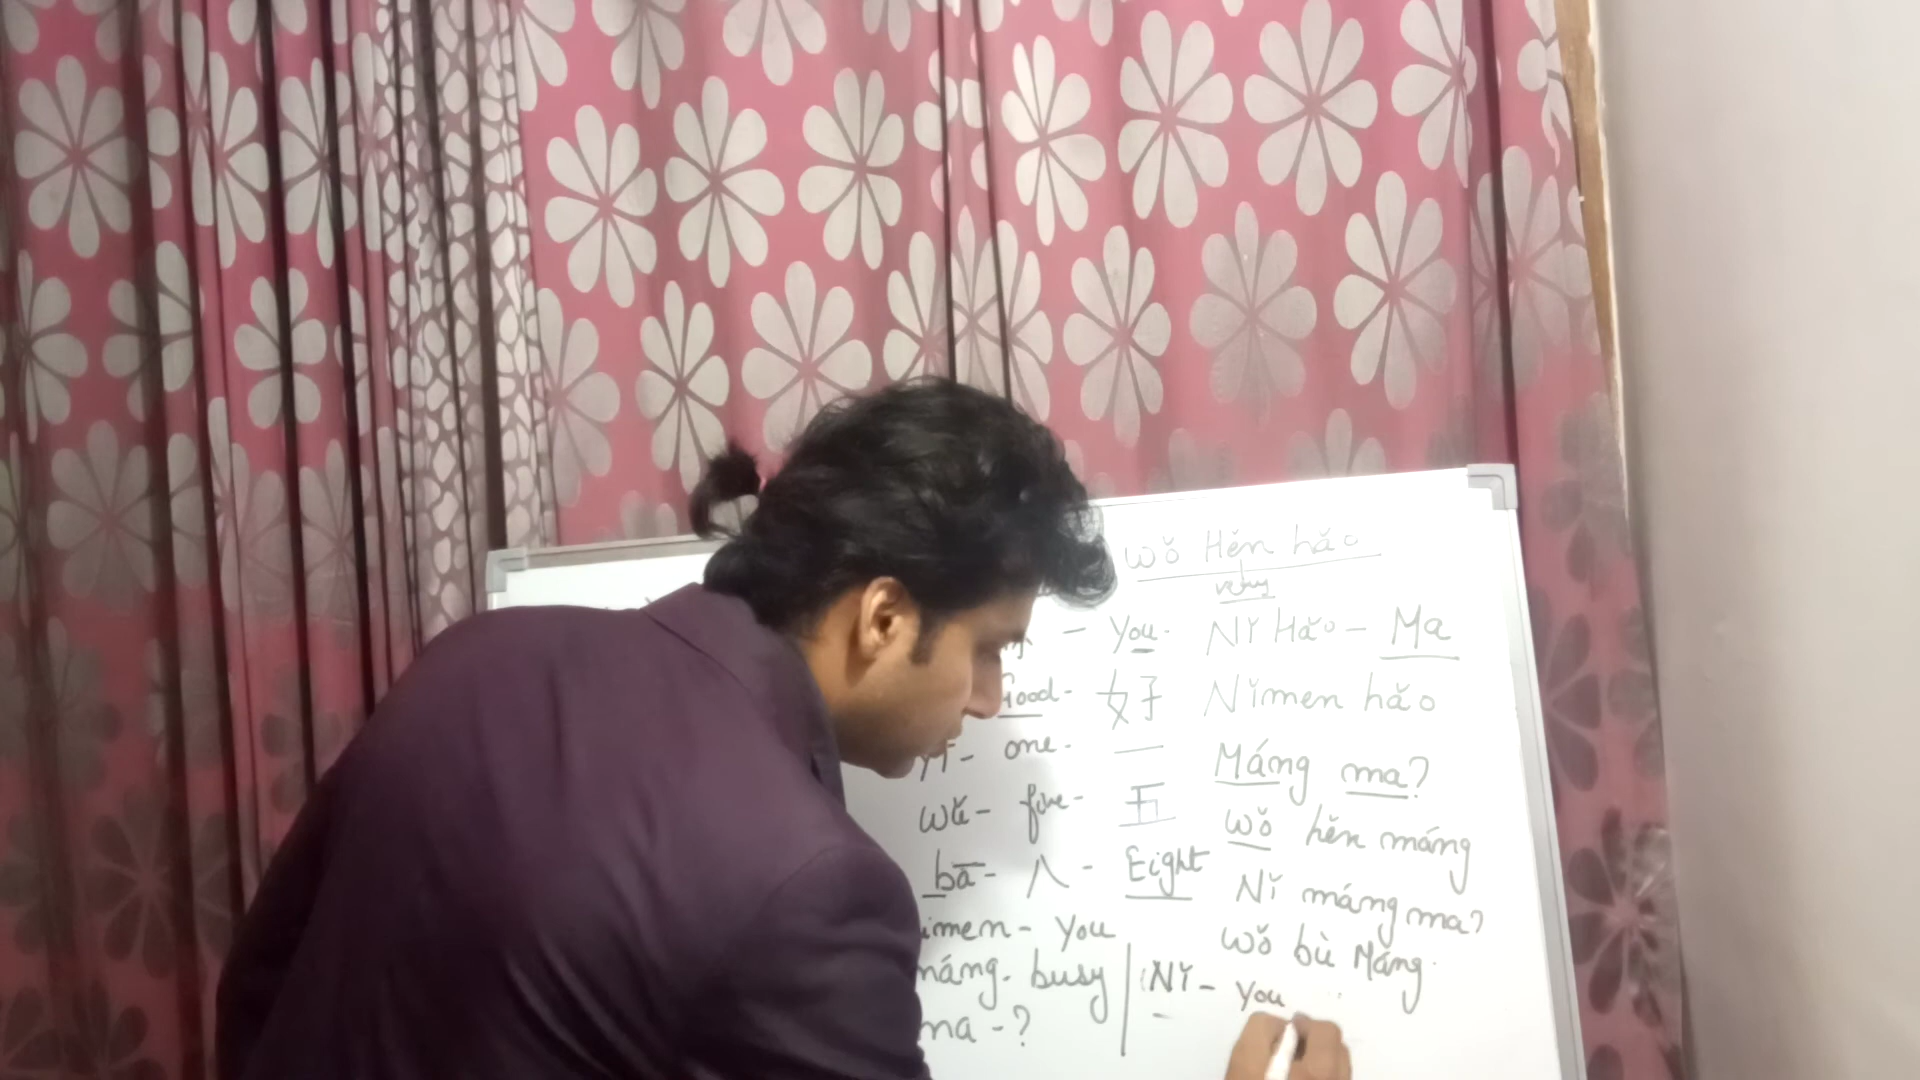 Wǒ Hěn hǎo
very
- You - Nǐ Hǎo - Ma
Good - 好 Nǐmen hǎo
Yī - one - 一 Máng ma?
Wǔ - five - 五 Wǒ hěn máng
bā - 八 - Eight Nǐ máng ma?
imen - You Wǒ bù Máng.
máng - busy Nǐ - You
ma - ?